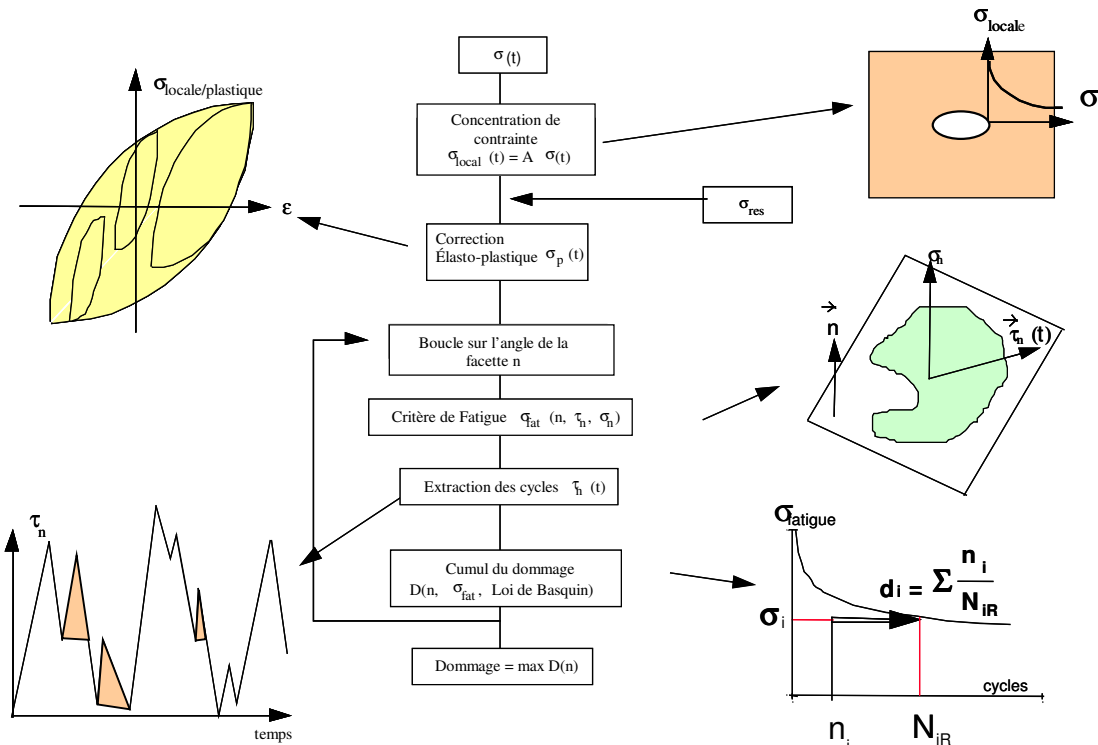 σ (t)
Concentration de
contrainte
σlocal (t) = A σ(t)
σres
Correction
Élasto-plastique σp (t)
Boucle sur l'angle de la
facette n
Critère de Fatigue σfat (n, τn, σn)
Extraction des cycles τn (t)
Cumul du dommage
D(n, σfat, Loi de Basquin)
Dommage = max D(n)
σlocale/plastique
ε
σlocale
σ
σn
n
τn (t)
τn
temps
σfatigue
di = Σ ni / NiR
σi
cycles
ni
NiR